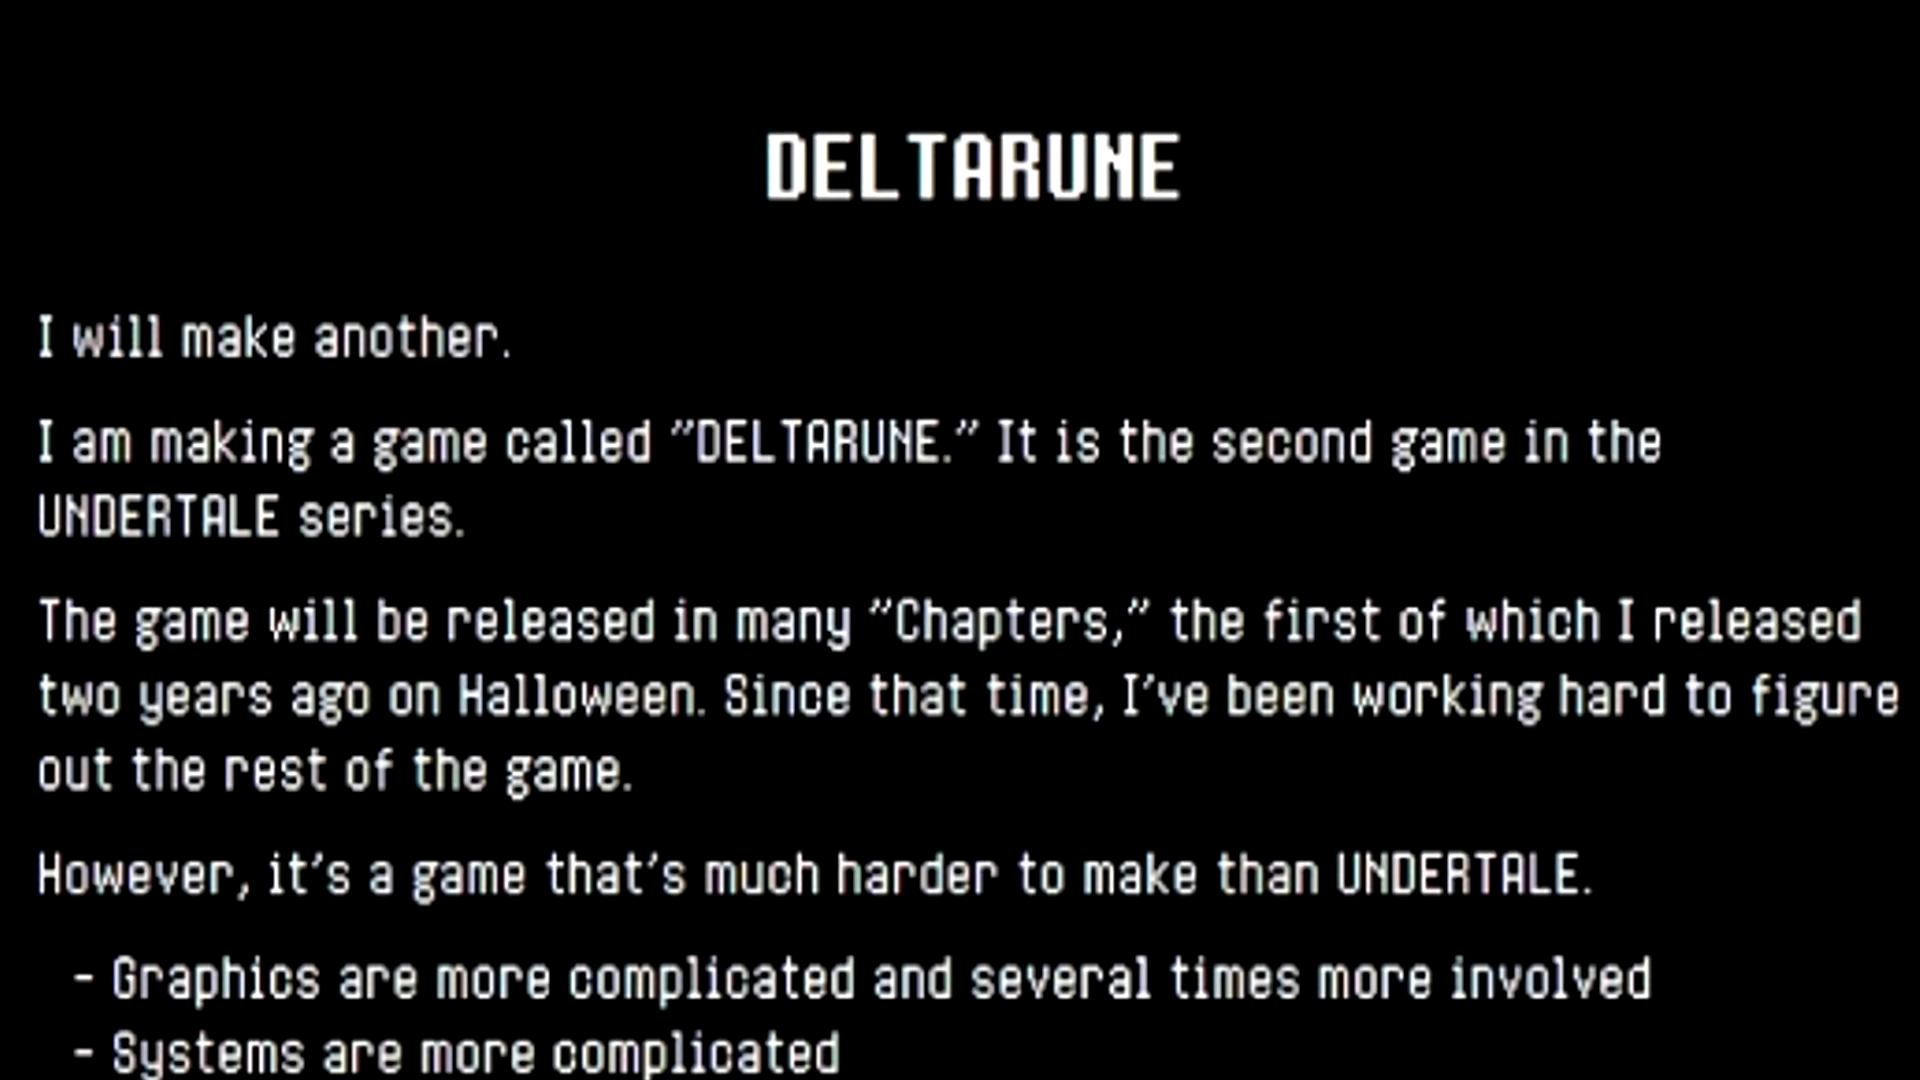 DELTARUNE
I will make another.
I am making a game called "DELTARUNE." It is the second game in the
UNDERTALE series.
The game will be released in many "Chapters," the first of which I released
two years ago on Halloween. Since that time, I've been working hard to figure
out the rest of the game.
However, it's a game that's much harder to make than UNDERTALE.
- Graphics are more complicated and several times more involved
- Systems are more complicated